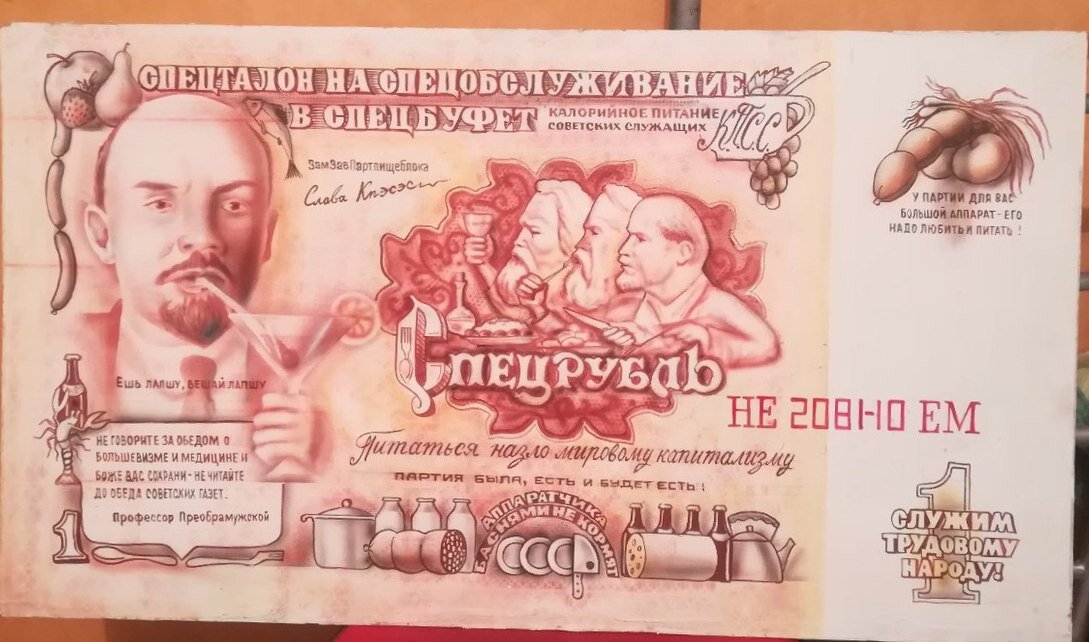 СПЕЦТАЛОН НА СПЕЦОБСЛУЖИВАНИЕ
В СПЕЦБУФЕТ
КАЛОРИЙНОЕ ПИТАНИЕ
СОВЕТСКИХ СЛУЖАЩИХ
К.П.С.С.
ЗамЗавПартпищеблока
Слава Кпсэс
У ПАРТИИ ДЛЯ ВАС
БОЛЬШОЙ АППАРАТ - ЕГО
НАДО ЛЮБИТЬ И ПИТАТЬ !
СПЕЦРУБЛЬ
ЕШЬ ЛАПШУ, ВЕШАЙ ЛАПШУ
НЕ 208Ы-Ю ЕМ
НЕ ГОВОРИТЕ ЗА ОБЕДОМ О
БОЛЬШЕВИЗМЕ И МЕДИЦИНЕ И
БОЖЕ ВАС СОХРАНИ - НЕ ЧИТАЙТЕ
ДО ОБЕДА СОВЕТСКИХ ГАЗЕТ.
Профессор Преобрамужской
1
Питаться назло мировому капитализму
ПАРТИЯ БЫЛА, ЕСТЬ И БУДЕТ ЕСТЬ !
АППАРАТЧИКА
БАСНЯМИ НЕ КОРМЯТ
СССР
1
СЛУЖИМ
ТРУДОВОМУ
НАРОДУ!